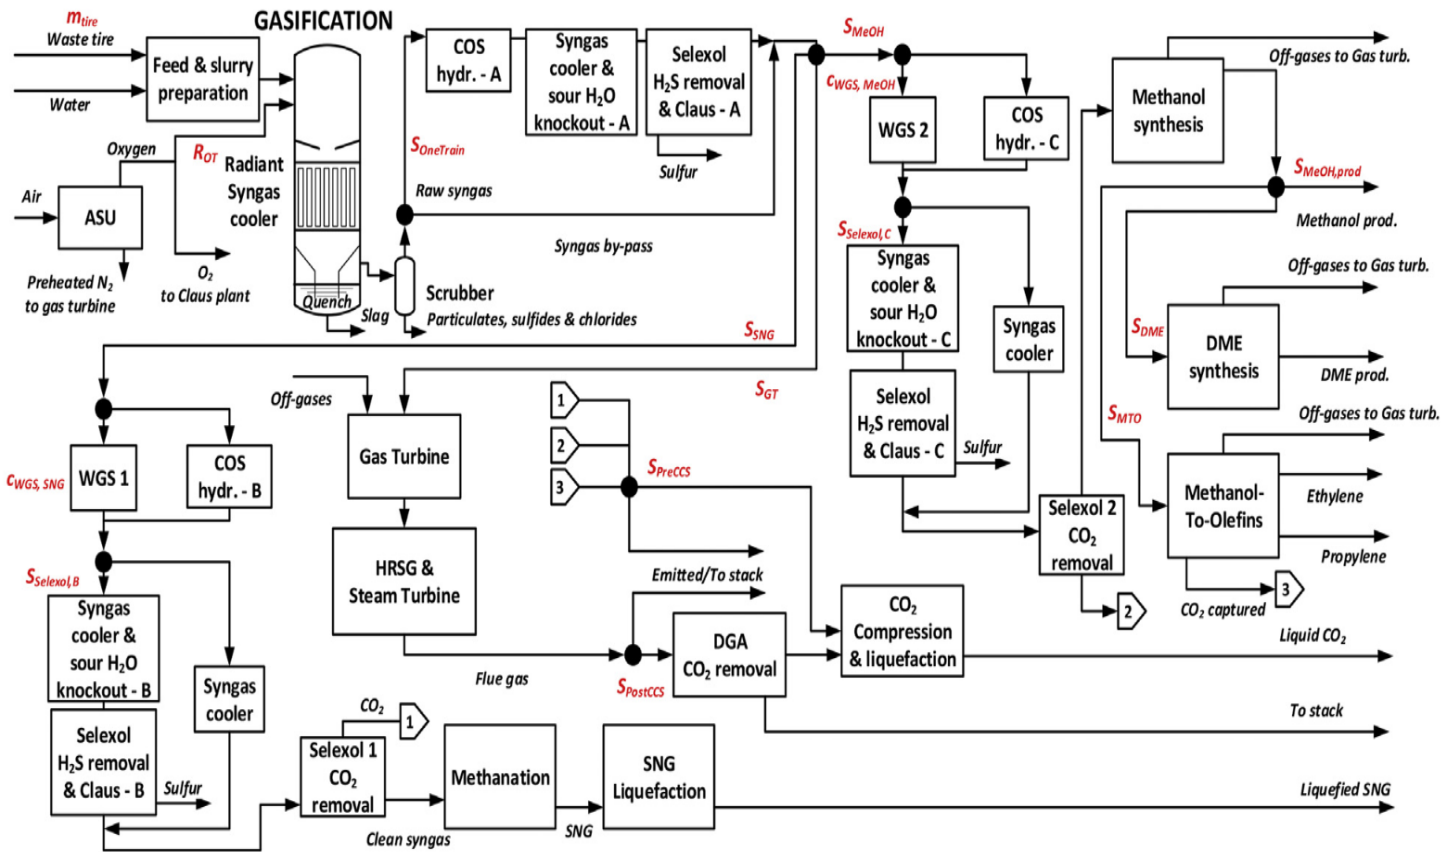 GASIFICATION
m_tire
Waste tire
Water
Feed & slurry
preparation
Oxygen
R_OT
Air
ASU
Preheated N2
to gas turbine
O2
to Claus plant
Radiant
Syngas
cooler
Quench
Slag
Scrubber
Particulates, sulfides & chlorides
S_OneTrain
Raw syngas
Syngas by-pass
COS
hydr. - A
Syngas
cooler &
sour H2O
knockout - A
Selexol
H2S removal
& Claus - A
Sulfur
S_MeOH
c_WGS, MeOH
WGS 2
COS
hydr. - C
S_Selexol,C
Syngas
cooler &
sour H2O
knockout - C
Syngas
cooler
Selexol
H2S removal
& Claus - C
Sulfur
Selexol 2
CO2
removal
2
Methanol
synthesis
Off-gases to Gas turb.
S_MeOH,prod
Methanol prod.
Off-gases to Gas turb.
S_DME
DME
synthesis
DME prod.
S_MTO
Off-gases to Gas turb.
Methanol-
To-Olefins
Ethylene
Propylene
CO2 captured
3
S_SNG
S_GT
Off-gases
Gas Turbine
HRSG &
Steam Turbine
Flue gas
1
2
3
S_PreCCS
Emitted/To stack
S_PostCCS
DGA
CO2 removal
CO2
Compression
& liquefaction
Liquid CO2
To stack
c_WGS, SNG
WGS 1
COS
hydr. - B
S_Selexol,B
Syngas
cooler &
sour H2O
knockout - B
Syngas
cooler
Selexol
H2S removal
& Claus - B
Sulfur
CO2
1
Selexol 1
CO2
removal
Clean syngas
Methanation
SNG
SNG
Liquefaction
Liquefied SNG